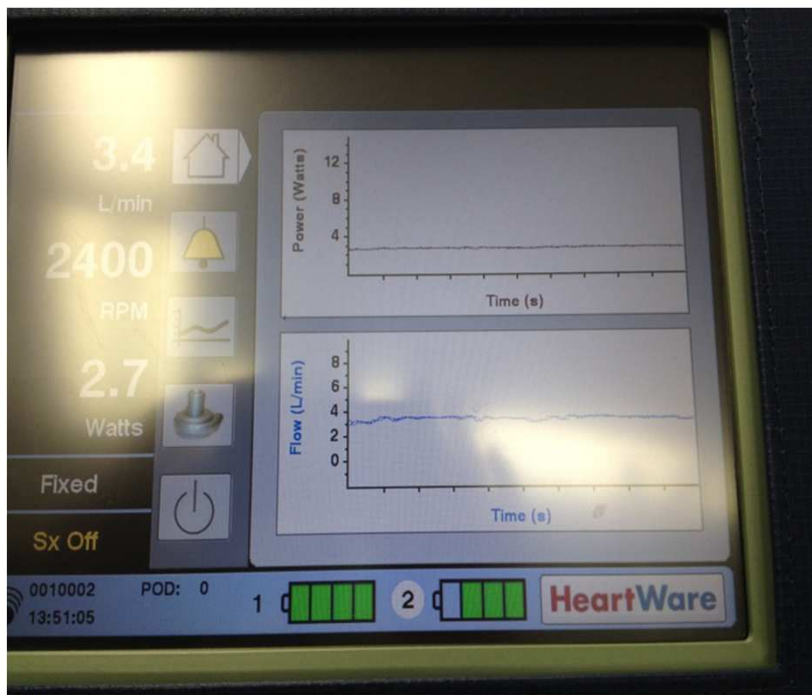 3.4
L/min
2400
RPM
2.7
Watts
Fixed
Sx Off
Power (Watts)
12
8
4
Time (s)
Flow (L/min)
8
6
4
2
0
Time (s)
0010002 POD: 0
13:51:05
1
2
HeartWare